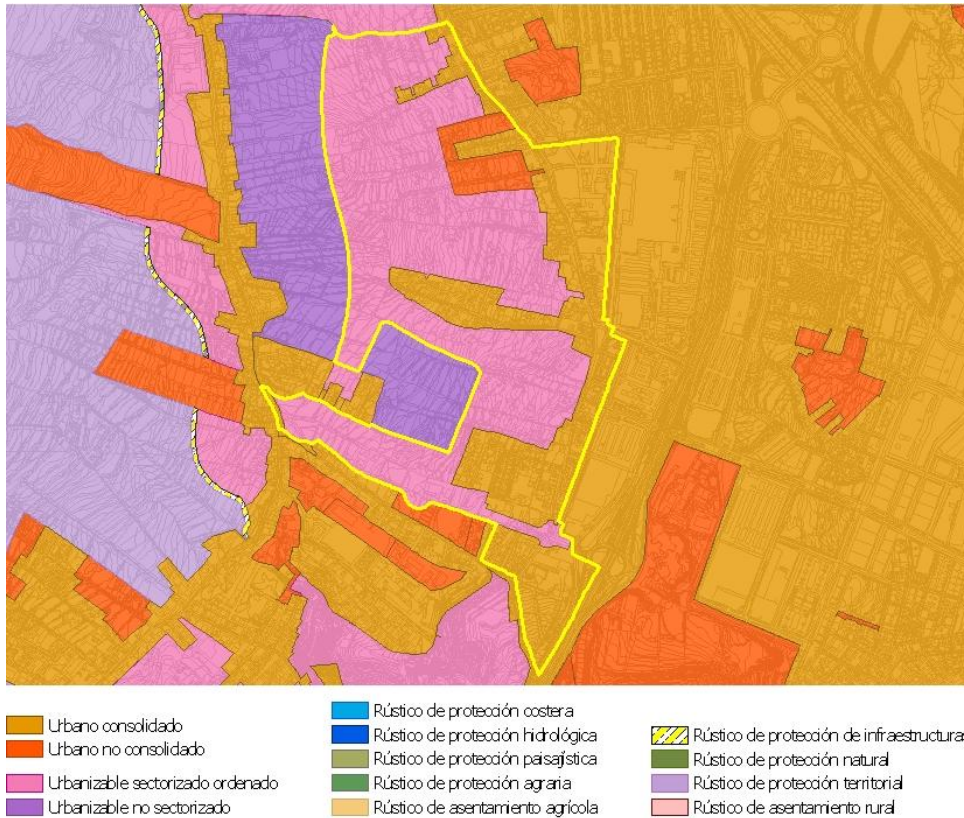 Urbano consolidado
Urbano no consolidado
Urbanizable sectorizado ordenado
Urbanizable no sectorizado
Rústico de protección costera
Rústico de protección hidrológica
Rústico de protección paisajística
Rústico de protección agraria
Rústico de asentamiento agrícola
Rústico de protección de infraestructuras
Rústico de protección natural
Rústico de protección territorial
Rústico de asentamiento rural